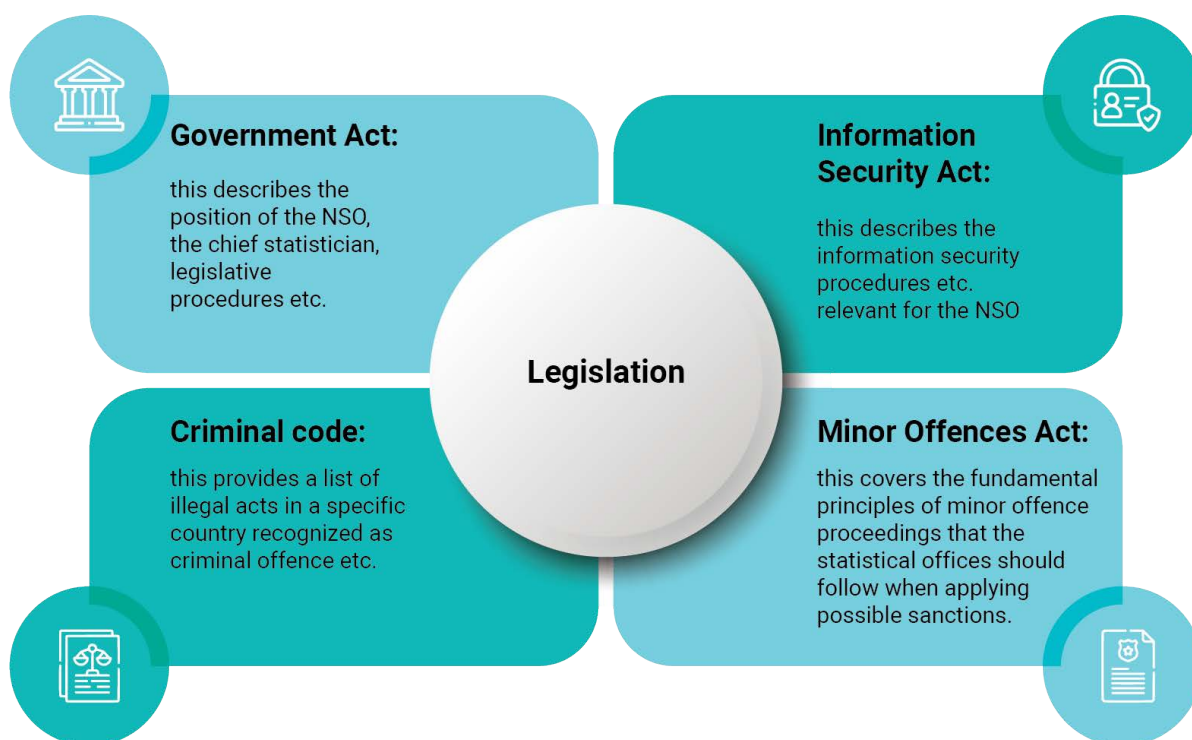 Government Act:
this describes the
position of the NSO,
the chief statistician,
legislative
procedures etc.
Information
Security Act:
this describes the
information security
procedures etc.
relevant for the NSO
Legislation
Criminal code:
this provides a list of
illegal acts in a specific
country recognized as
criminal offence etc.
Minor Offences Act:
this covers the fundamental
principles of minor offence
proceedings that the
statistical offices should
follow when applying
possible sanctions.